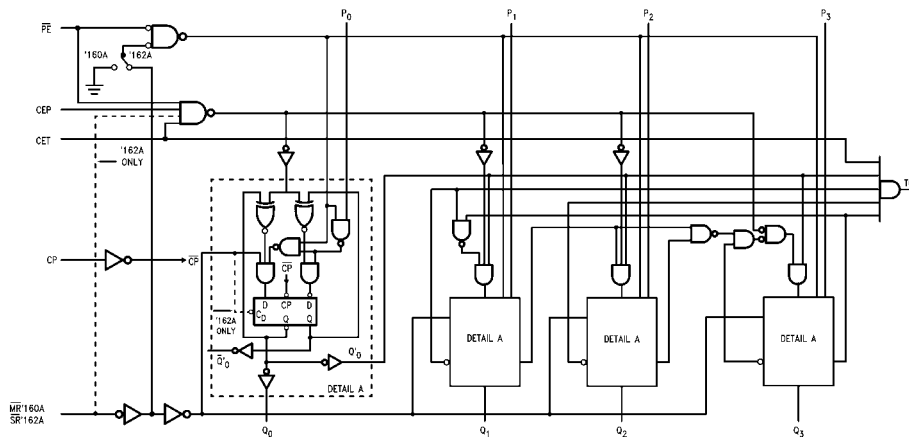 P0 P1 P2 P3
PE
'160A '162A
CEP
CET
'162A
ONLY
CP
CP
CP
D CP D
CD Q Q
'162A
ONLY
Q'0
Q'0
DETAIL A
DETAIL A
DETAIL A
DETAIL A
MR'160A
SR'162A
Q0 Q1 Q2 Q3